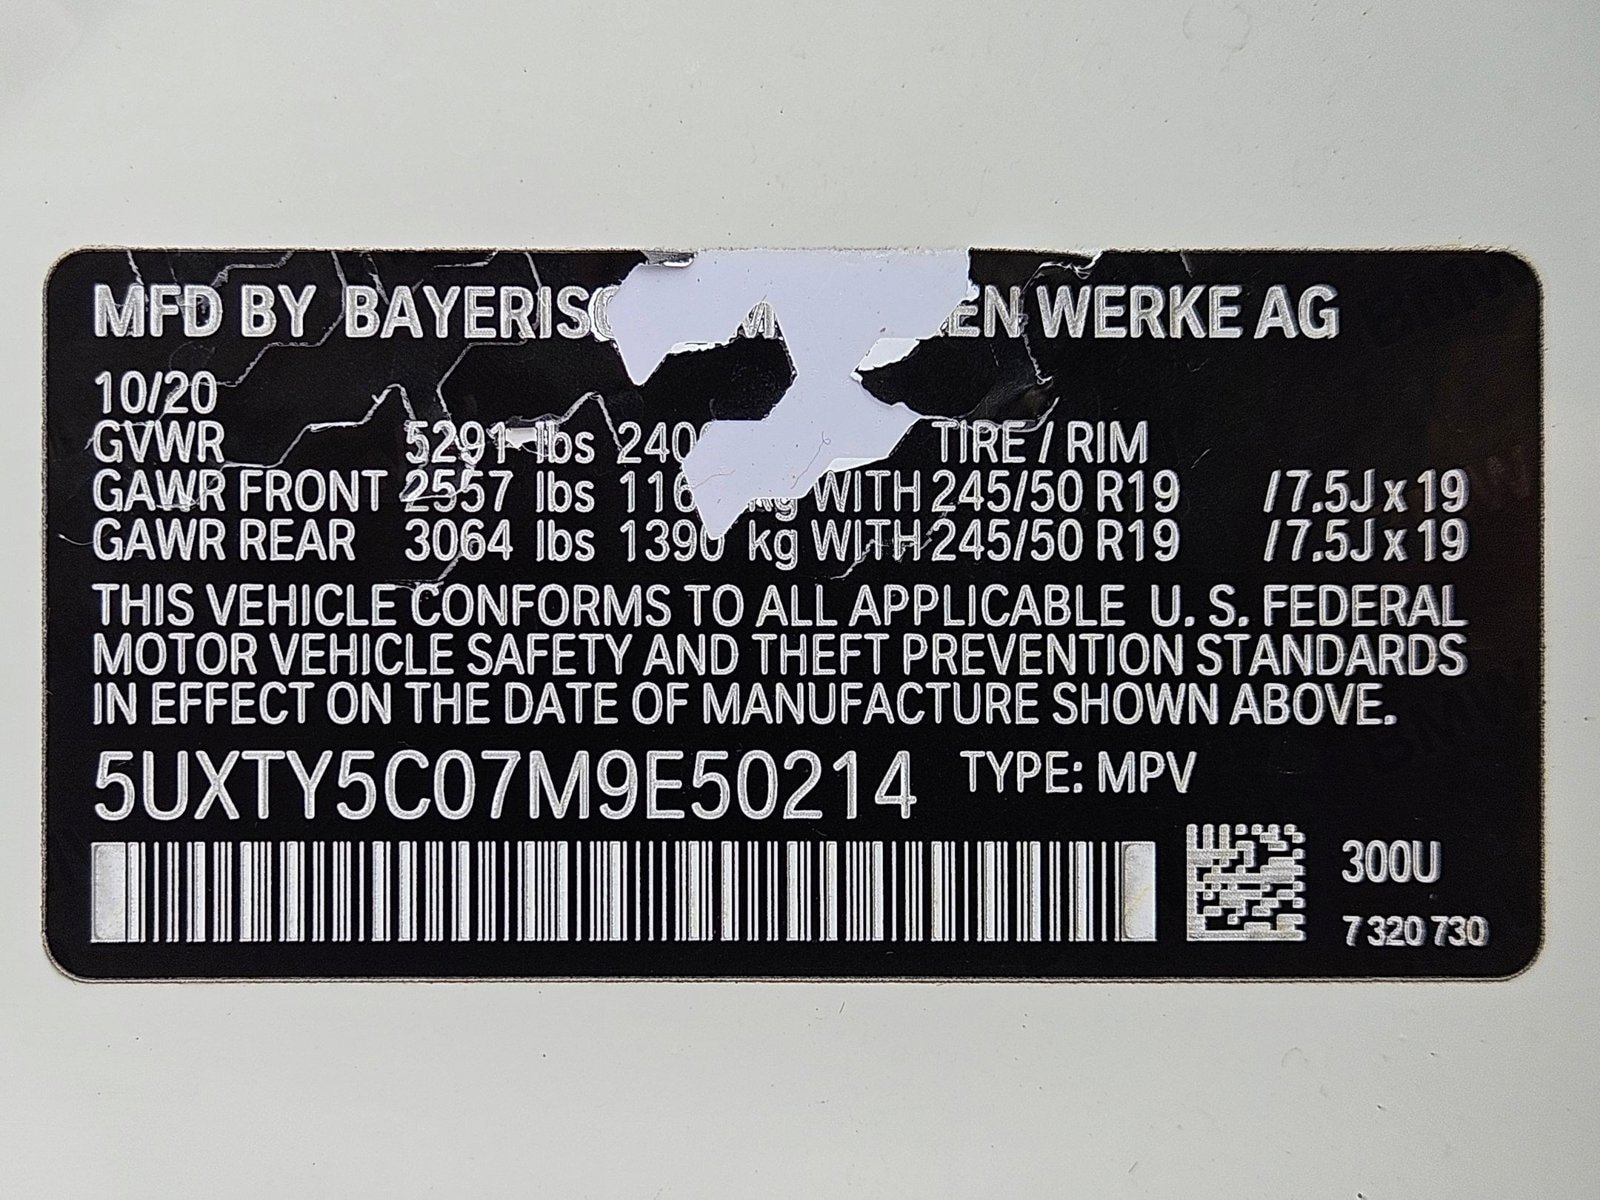 MFD BY BAYERISC M EN WERKE AG
10/20
GVWR 5291 lbs 240 TIRE / RIM
GAWR FRONT 2557 lbs 116 kg WITH 245/50 R19 / 7.5J x 19
GAWR REAR 3064 lbs 1390 kg WITH 245/50 R19 / 7.5J x 19
THIS VEHICLE CONFORMS TO ALL APPLICABLE U. S. FEDERAL
MOTOR VEHICLE SAFETY AND THEFT PREVENTION STANDARDS
IN EFFECT ON THE DATE OF MANUFACTURE SHOWN ABOVE.
5UXTY5C07M9E50214 TYPE: MPV
300U
7 320 730